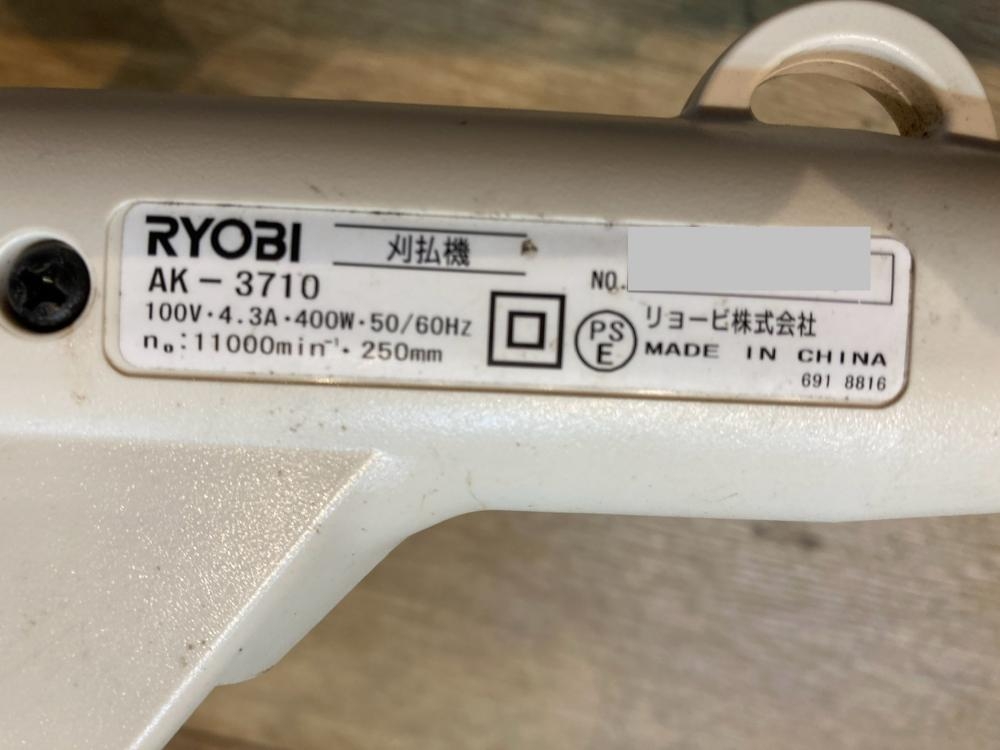 RYOBI 刈払機
AK-3710
NO.
100V・4.3A・400W・50/60Hz
n₀:11000min⁻¹・250mm
PS
E
リョービ株式会社
MADE IN CHINA
691 8816